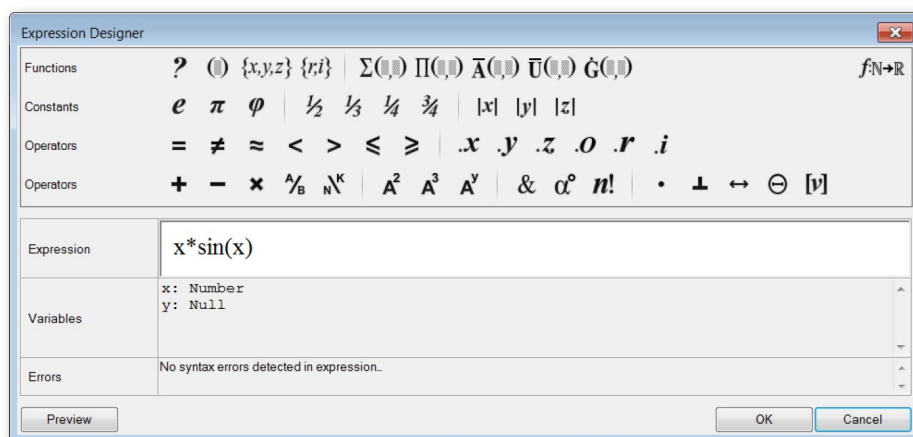 Expression Designer
Functions ? () {x,y,z} {r,i} Σ(,) Π(,) A̅(,) U̅(,) Ġ(,) f:ℕ→ℝ
Constants e π φ ½ ⅓ ¼ ¾ |x| |y| |z|
Operators = ≠ ≈ < > ⩽ ⩾ .x .y .z .o .r .i
Operators + − × A/B N\K A² A³ Aʸ & α° n! • ⊥ ↔ Θ [v]
Expression x*sin(x)
Variables
x: Number
y: Null
Errors No syntax errors detected in expression...
Preview OK Cancel